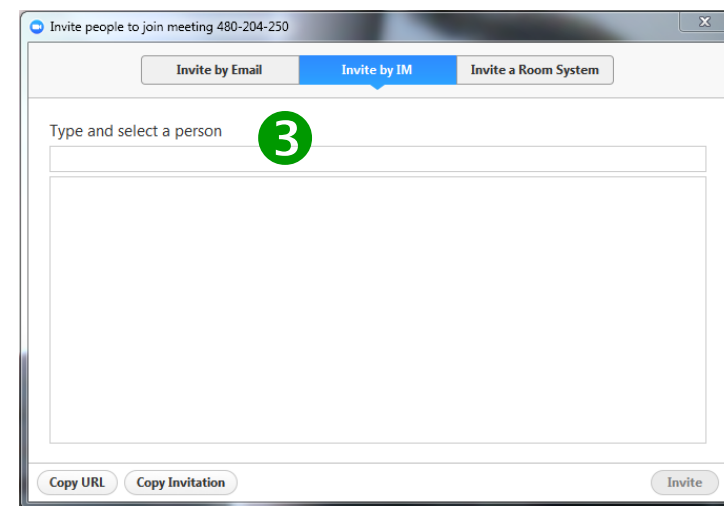 Invite people to join meeting 480-204-250
X
Invite by Email Invite by IM Invite a Room System
Type and select a person
3
Copy URL Copy Invitation Invite